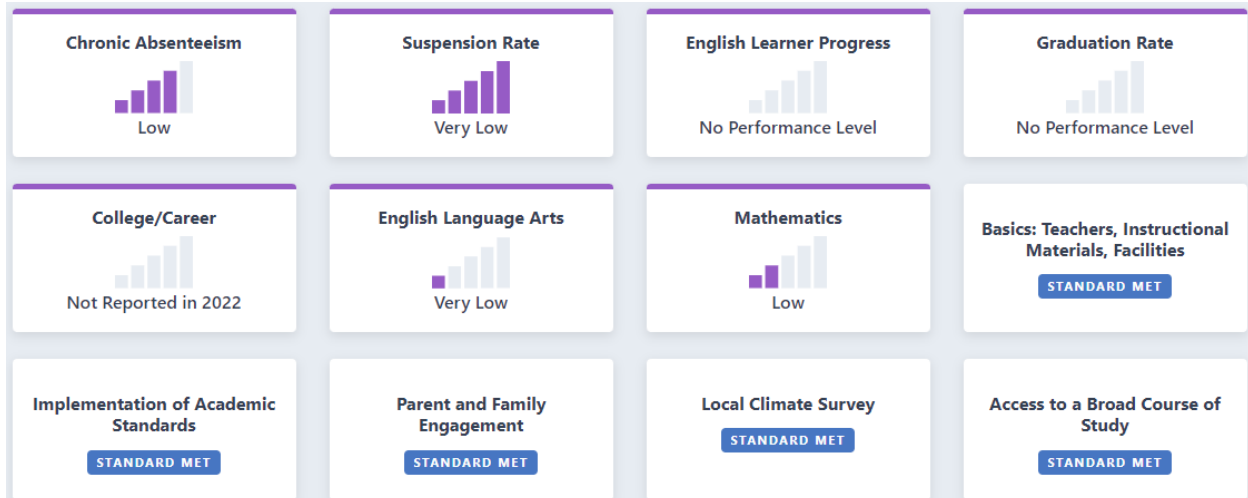 Chronic Absenteeism
Low
Suspension Rate
Very Low
English Learner Progress
No Performance Level
Graduation Rate
No Performance Level
College/Career
Not Reported in 2022
English Language Arts
Very Low
Mathematics
Low
Basics: Teachers, Instructional
Materials, Facilities
STANDARD MET
Implementation of Academic
Standards
STANDARD MET
Parent and Family
Engagement
STANDARD MET
Local Climate Survey
STANDARD MET
Access to a Broad Course of
Study
STANDARD MET